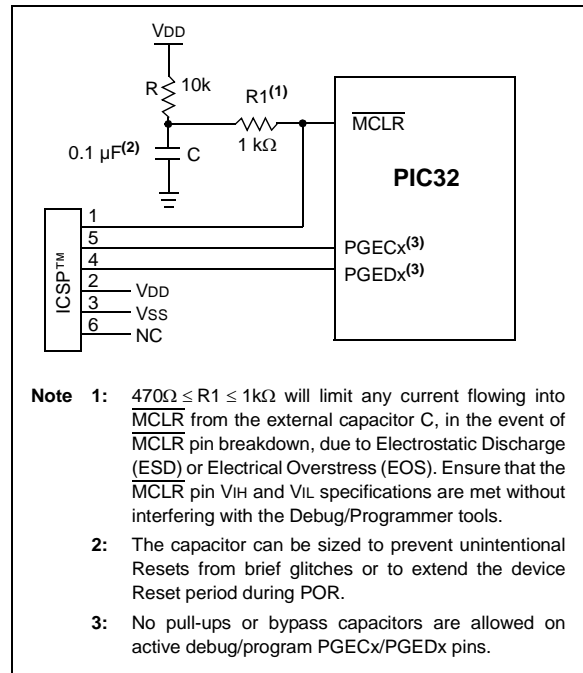 VDD
R 10k
R1(1)
0.1 µF(2) C
1 kΩ
MCLR
PIC32
ICSP™
1
5 PGECx(3)
4 PGEDx(3)
2 VDD
3 VSS
6 NC
Note 1: 470Ω ≤ R1 ≤ 1kΩ will limit any current flowing into
MCLR from the external capacitor C, in the event of
MCLR pin breakdown, due to Electrostatic Discharge
(ESD) or Electrical Overstress (EOS). Ensure that the
MCLR pin VIH and VIL specifications are met without
interfering with the Debug/Programmer tools.
2: The capacitor can be sized to prevent unintentional
Resets from brief glitches or to extend the device
Reset period during POR.
3: No pull-ups or bypass capacitors are allowed on
active debug/program PGECx/PGEDx pins.